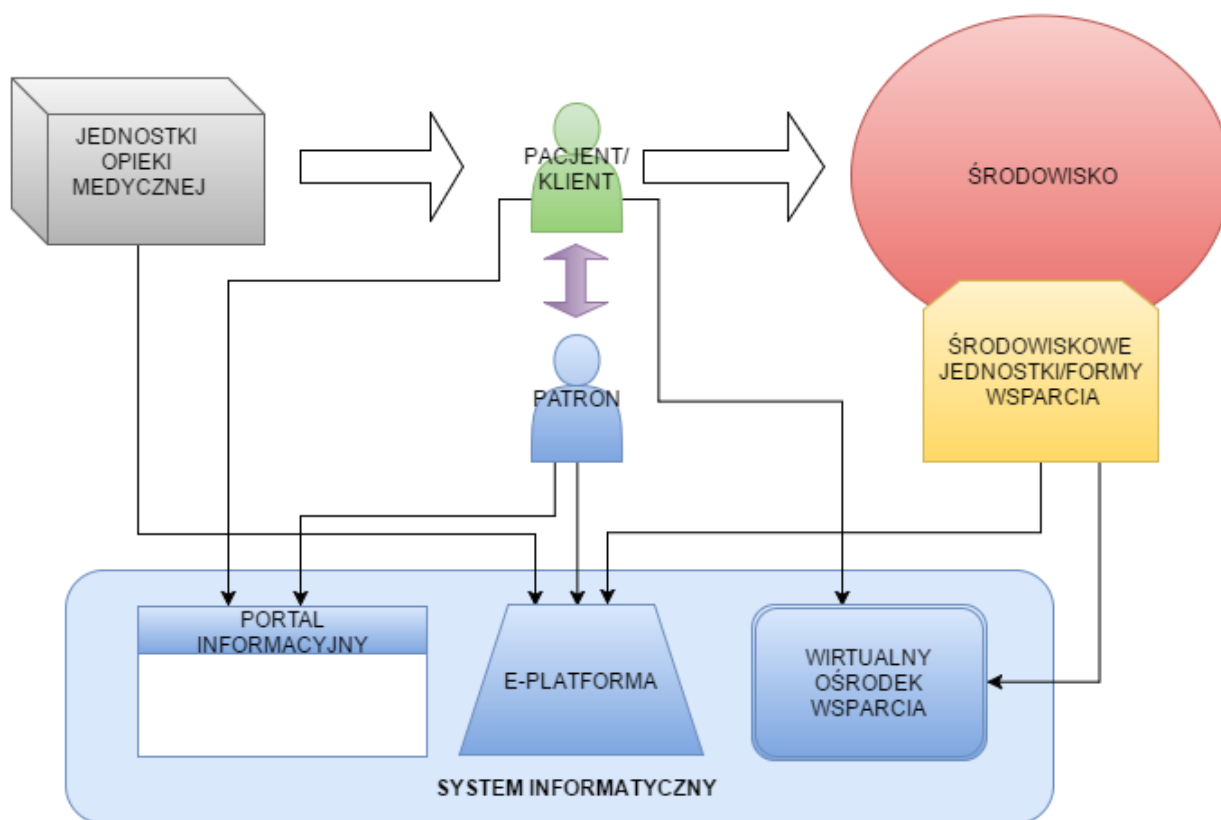 JEDNOSTKI
OPIEKI
MEDYCZNEJ
PACJENT/
KLIENT
ŚRODOWISKO
PATRON
ŚRODOWISKOWE
JEDNOSTKI/FORMY
WSPARCIA
PORTAL
INFORMACYJNY
E-PLATFORMA
WIRTUALNY
OŚRODEK
WSPARCIA
SYSTEM INFORMATYCZNY